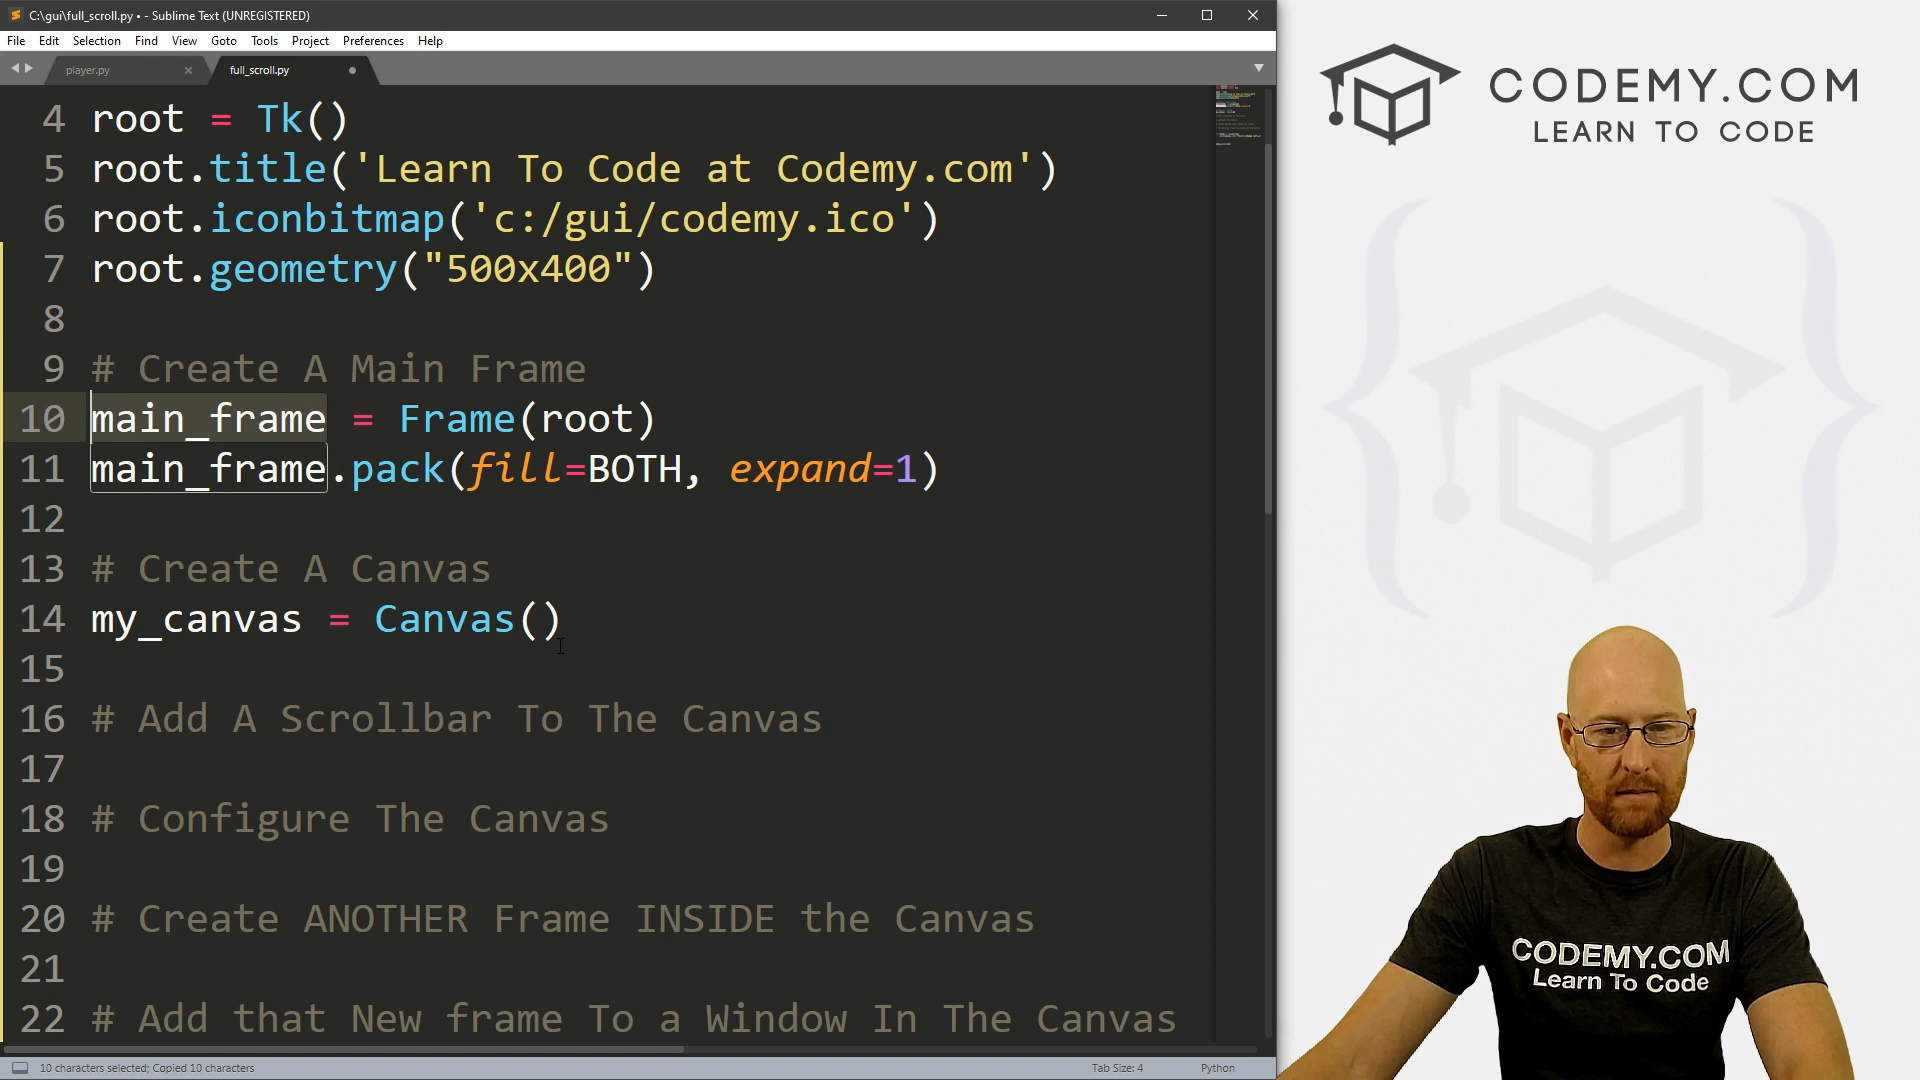 C:\gui\full_scroll.py • - Sublime Text (UNREGISTERED)
File Edit Selection Find View Goto Tools Project Preferences Help
player.py
full_scroll.py
4 root = Tk()
5 root.title('Learn To Code at Codemy.com')
6 root.iconbitmap('c:/gui/codemy.ico')
7 root.geometry("500x400")
8
9 # Create A Main Frame
10 main_frame = Frame(root)
11 main_frame.pack(fill=BOTH, expand=1)
12
13 # Create A Canvas
14 my_canvas = Canvas()
15
16 # Add A Scrollbar To The Canvas
17
18 # Configure The Canvas
19
20 # Create ANOTHER Frame INSIDE the Canvas
21
22 # Add that New frame To a Window In The Canvas
10 characters selected; Copied 10 characters
Tab Size: 4
Python
CODEMY.COM
LEARN TO CODE
CODEMY.COM
Learn To Code